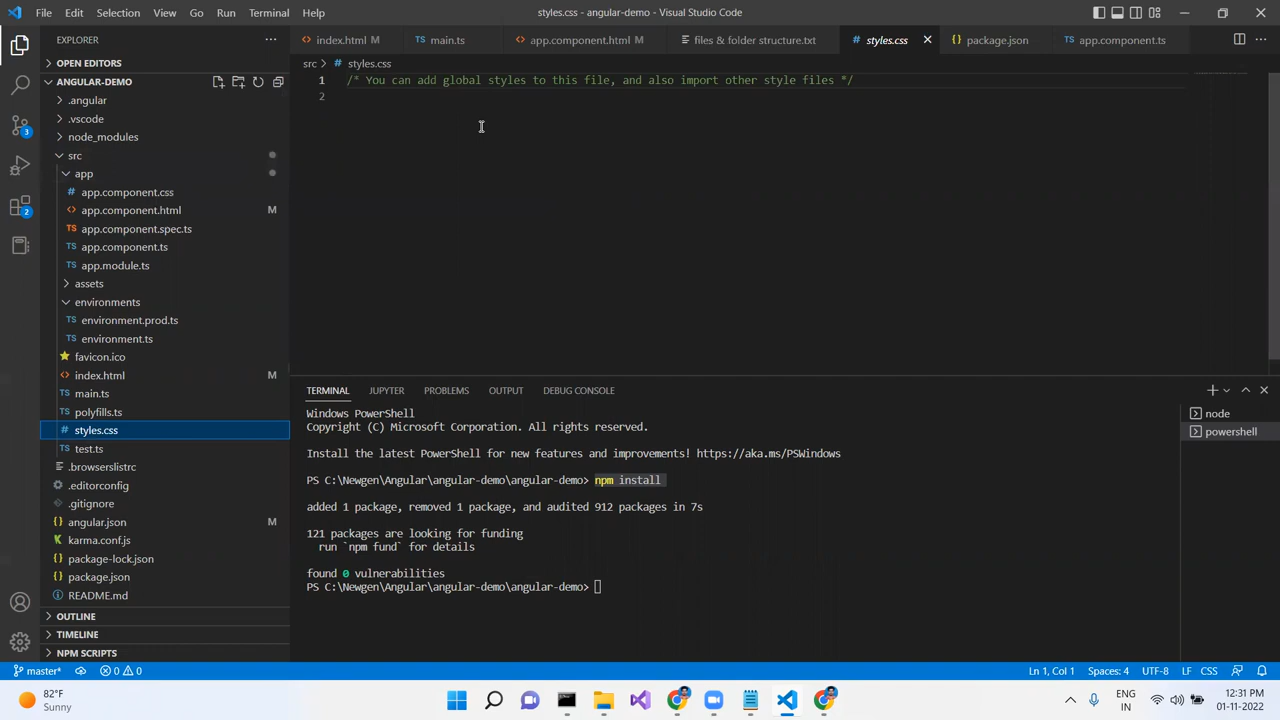 File Edit Selection View Go Run Terminal Help
styles.css - angular-demo - Visual Studio Code
EXPLORER
OPEN EDITORS
ANGULAR-DEMO
.angular
.vscode
node_modules
src
app
app.component.css
app.component.html M
app.component.spec.ts
app.component.ts
app.module.ts
assets
environments
environment.prod.ts
environment.ts
favicon.ico
index.html M
main.ts
polyfills.ts
styles.css
test.ts
.browserslistrc
.editorconfig
.gitignore
angular.json M
karma.conf.js
package-lock.json
package.json
README.md
OUTLINE
TIMELINE
NPM SCRIPTS
3
2
index.html M main.ts app.component.html M files & folder structure.txt styles.css package.json app.component.ts
src > styles.css
1 /* You can add global styles to this file, and also import other style files */
2
TERMINAL JUPYTER PROBLEMS OUTPUT DEBUG CONSOLE
Windows PowerShell
Copyright (C) Microsoft Corporation. All rights reserved.
Install the latest PowerShell for new features and improvements! https://aka.ms/PSWindows
PS C:\Newgen\Angular\angular-demo\angular-demo> npm install
added 1 package, removed 1 package, and audited 912 packages in 7s
121 packages are looking for funding
run `npm fund` for details
found 0 vulnerabilities
PS C:\Newgen\Angular\angular-demo\angular-demo>
node
powershell
master* 0 0 Ln 1, Col 1 Spaces: 4 UTF-8 LF CSS
82°F
Sunny
ENG
IN
12:31 PM
01-11-2022